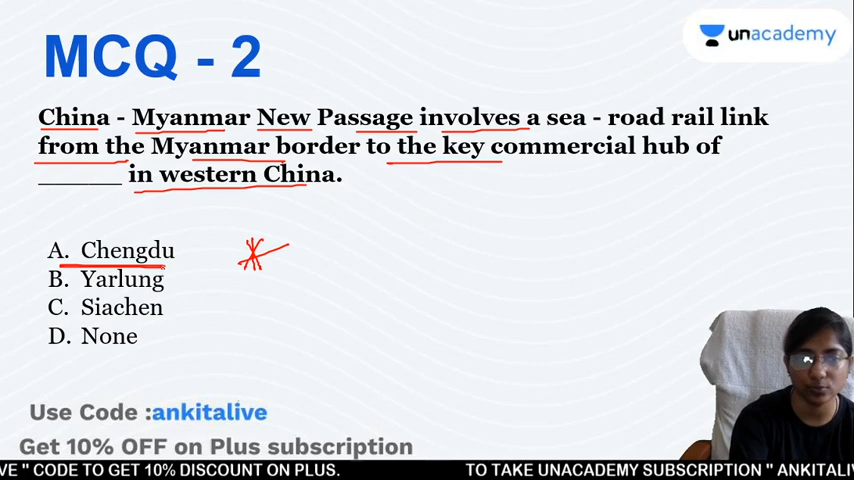 MCQ - 2
unacademy
China - Myanmar New Passage involves a sea - road rail link
from the Myanmar border to the key commercial hub of
______ in western China.
A. Chengdu
B. Yarlung
C. Siachen
D. None
Use Code :ankitalive
Get 10% OFF on Plus subscription
VE " CODE TO GET 10% DISCOUNT ON PLUS. TO TAKE UNACADEMY SUBSCRIPTION " ANKITALIV